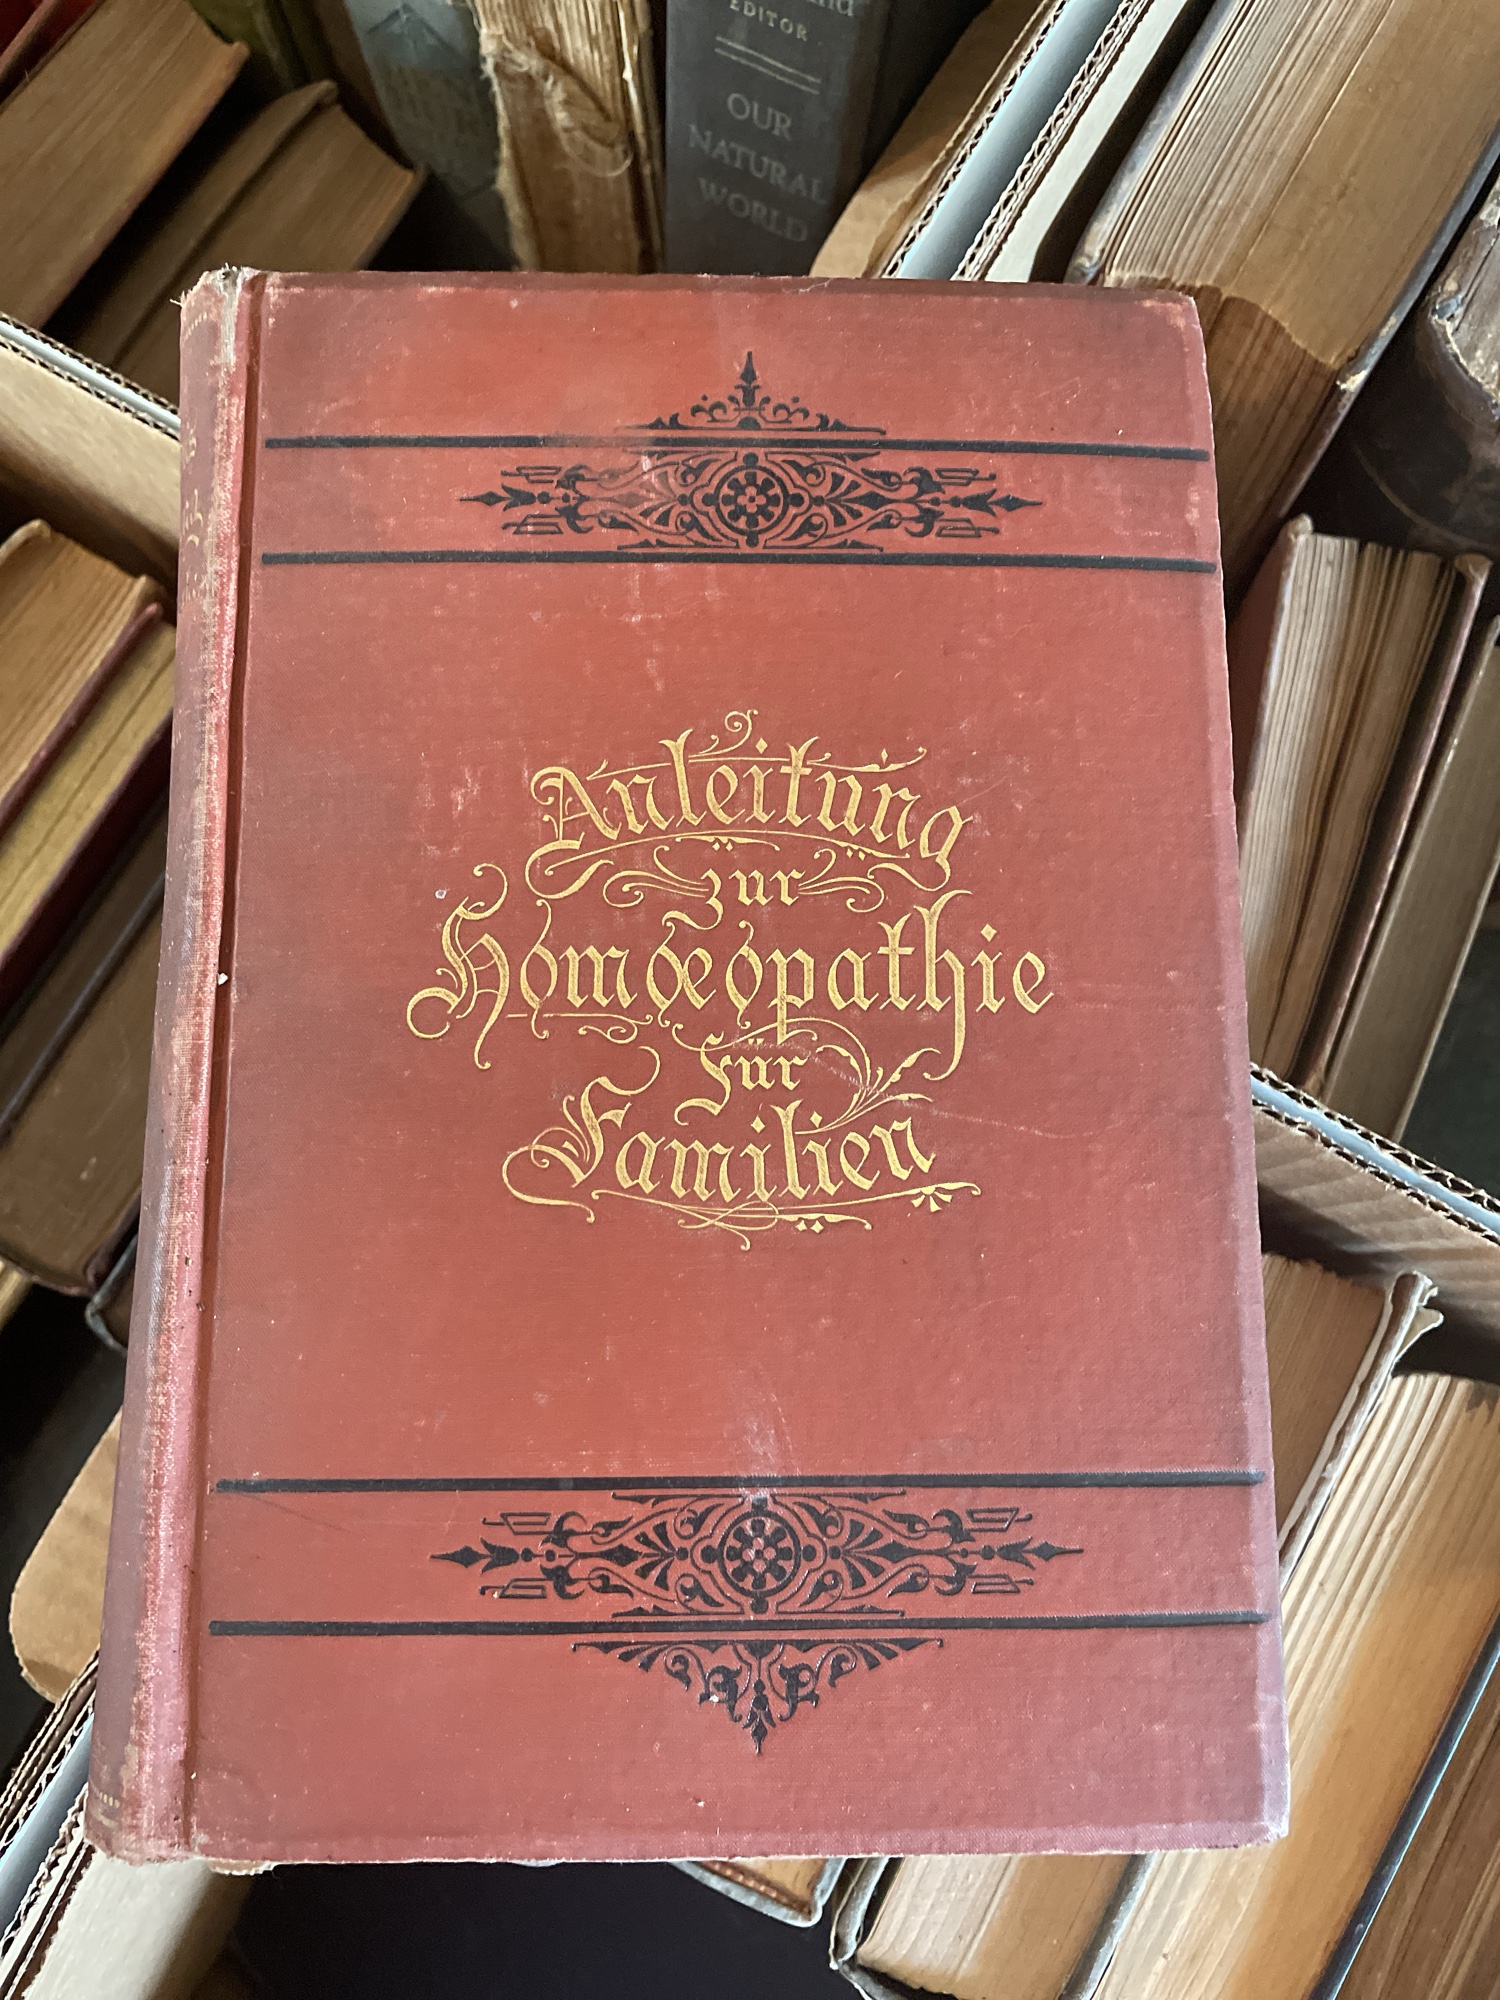 EDITOR
OUR
NATURAL
WORLD
Anleitung
zur
Homœopathie
für
Familien